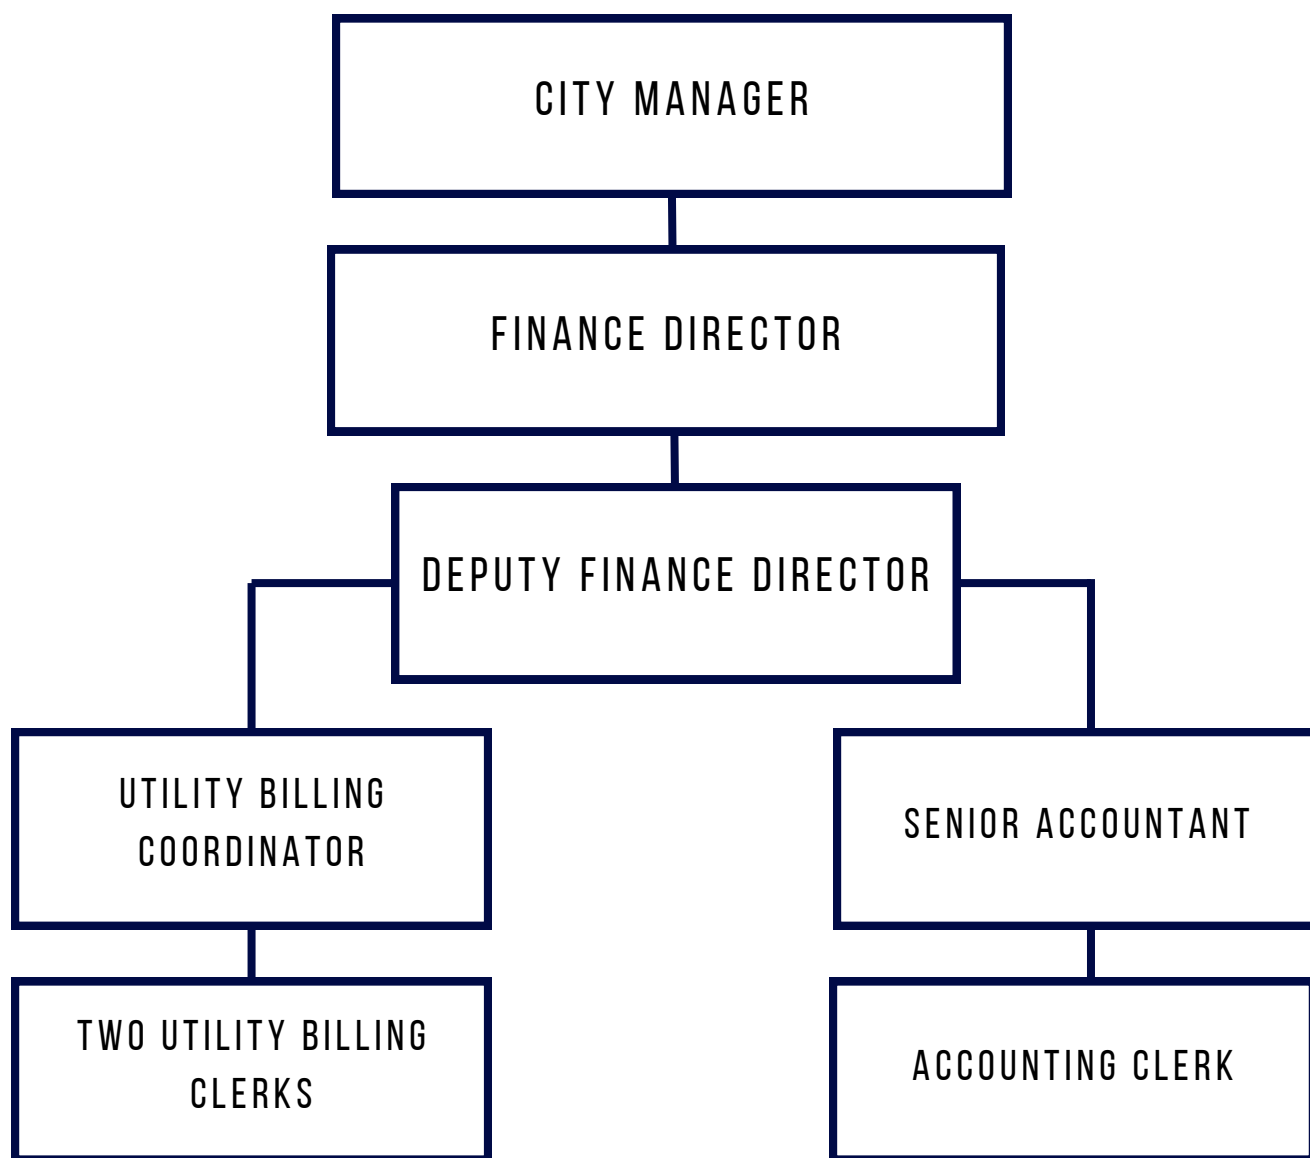 CITY MANAGER
FINANCE DIRECTOR
DEPUTY FINANCE DIRECTOR
UTILITY BILLING
COORDINATOR
SENIOR ACCOUNTANT
TWO UTILITY BILLING
CLERKS
ACCOUNTING CLERK